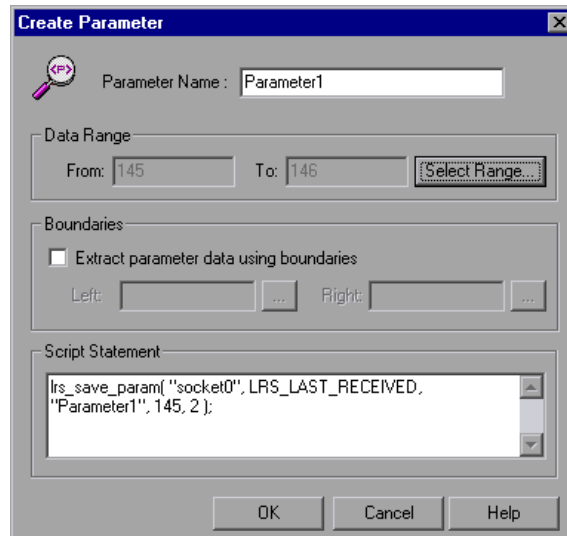 Create Parameter
<P>
Parameter Name : Parameter1
Data Range
From: 145 To: 146 Select Range...
Boundaries
Extract parameter data using boundaries
Left: ... Right: ...
Script Statement
lrs_save_param( "socket0", LRS_LAST_RECEIVED,
"Parameter1", 145, 2 );
OK Cancel Help